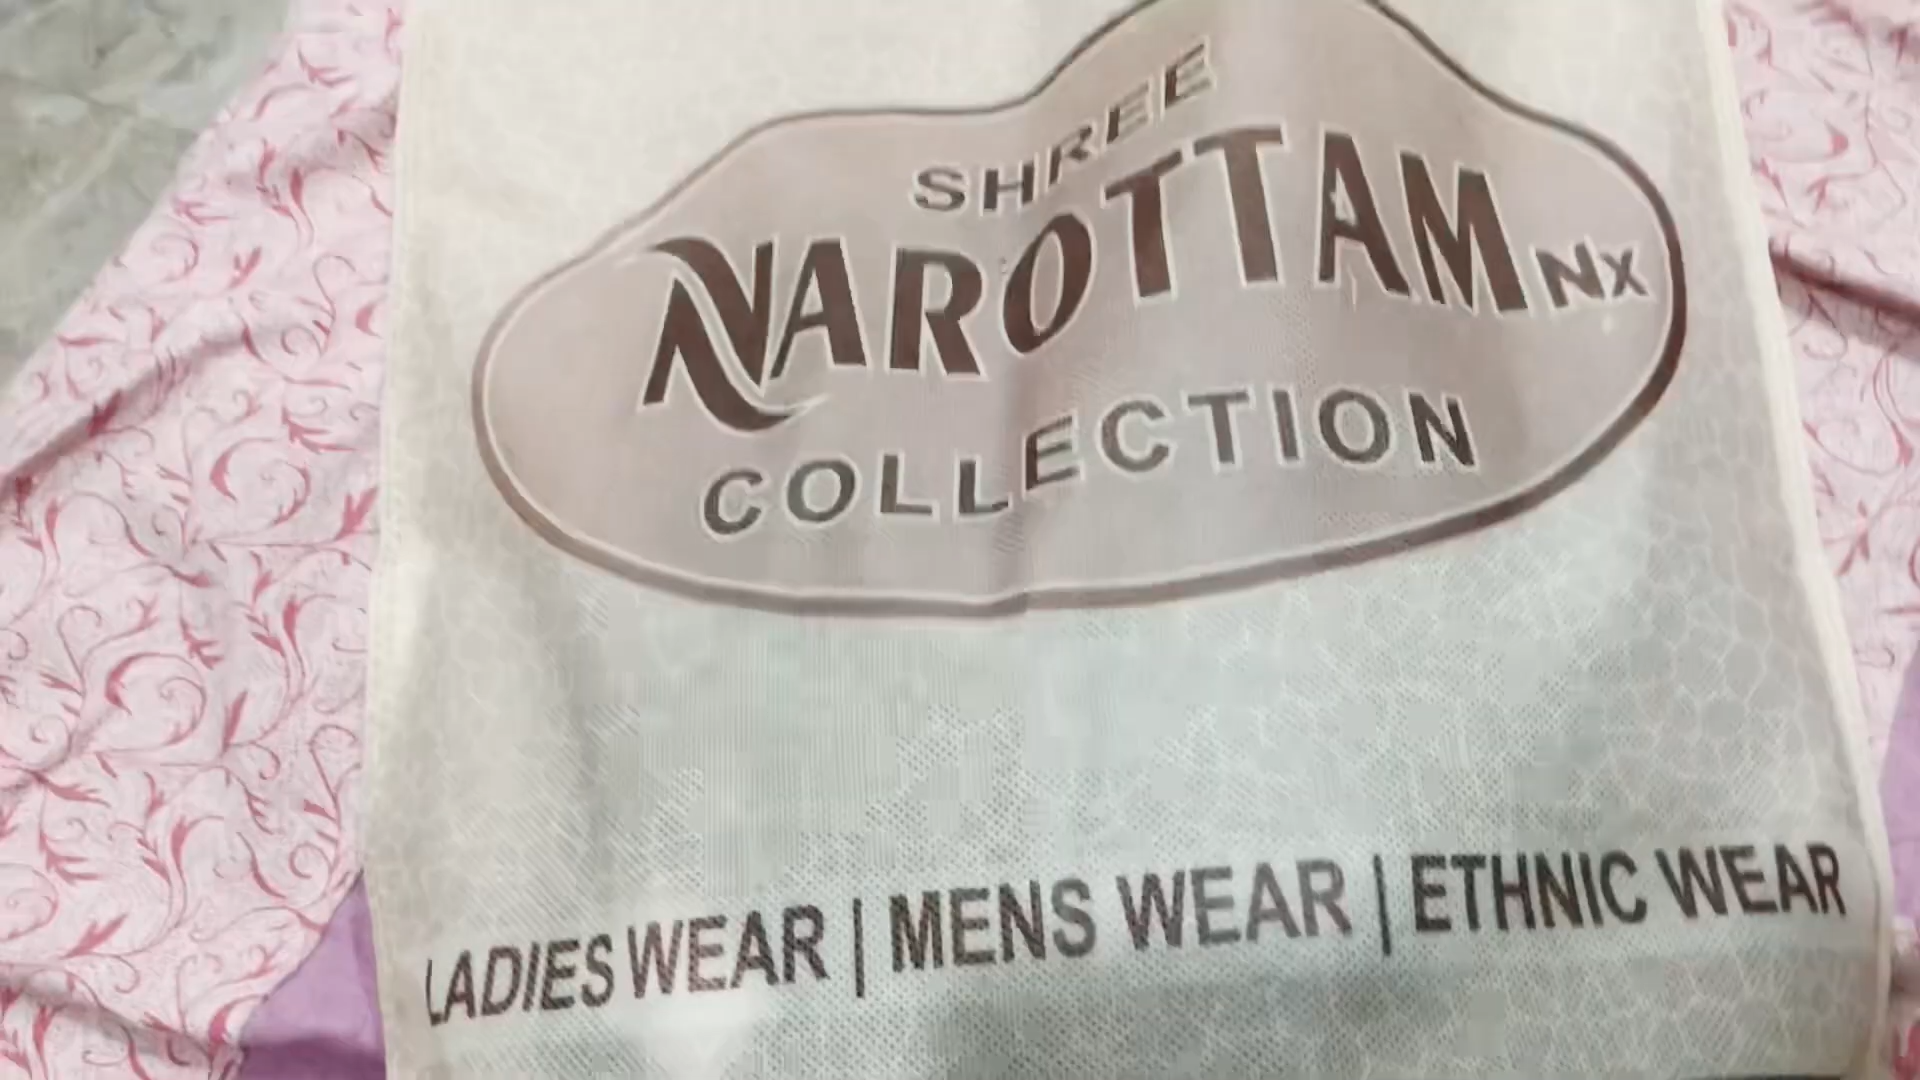 SHREE
NAROTTAM NX
COLLECTION
LADIES WEAR | MENS WEAR | ETHNIC WEAR